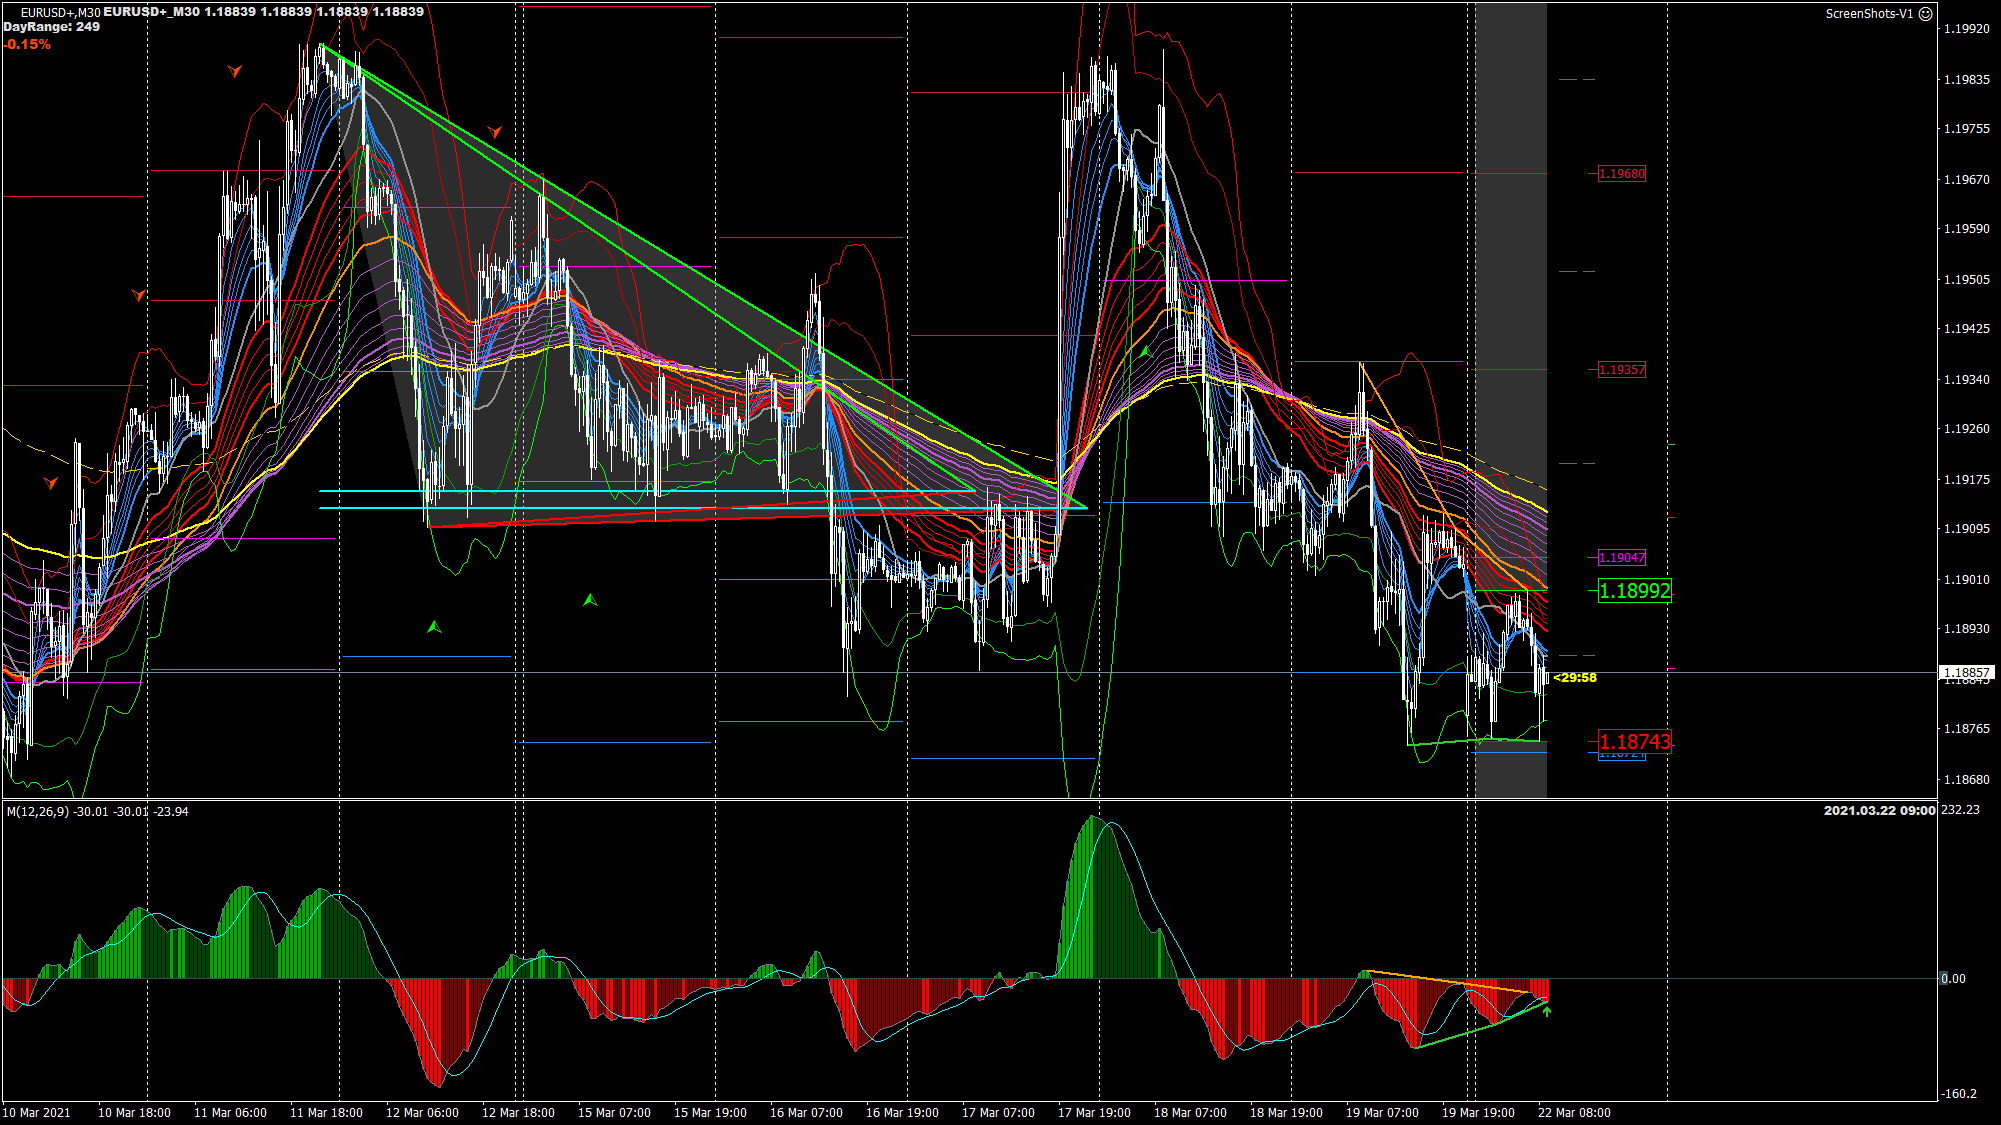 EURUSD+,M30 EURUSD+_M30 1.18839 1.18839 1.18839 1.18839
DayRange: 249
-0.15%
ScreenShots-V1
1.19920
1.19835
1.19755
1.19670
1.19590
1.19505
1.19425
1.19340
1.19260
1.19175
1.19095
1.19010
1.18930
1.18857
1.18845
1.18765
1.18680
1.19680
1.19357
1.19047
1.18992
<29:58
1.18743
M(12,26,9) -30.01 -30.01 -23.94
2021.03.22 09:00
232.23
0.00
-160.2
10 Mar 2021
10 Mar 18:00
11 Mar 06:00
11 Mar 18:00
12 Mar 06:00
12 Mar 18:00
15 Mar 07:00
15 Mar 19:00
16 Mar 07:00
16 Mar 19:00
17 Mar 07:00
17 Mar 19:00
18 Mar 07:00
18 Mar 19:00
19 Mar 07:00
19 Mar 19:00
22 Mar 08:00